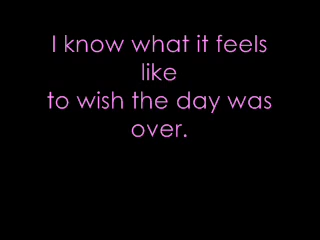 I know what it feels
like
to wish the day was
over.